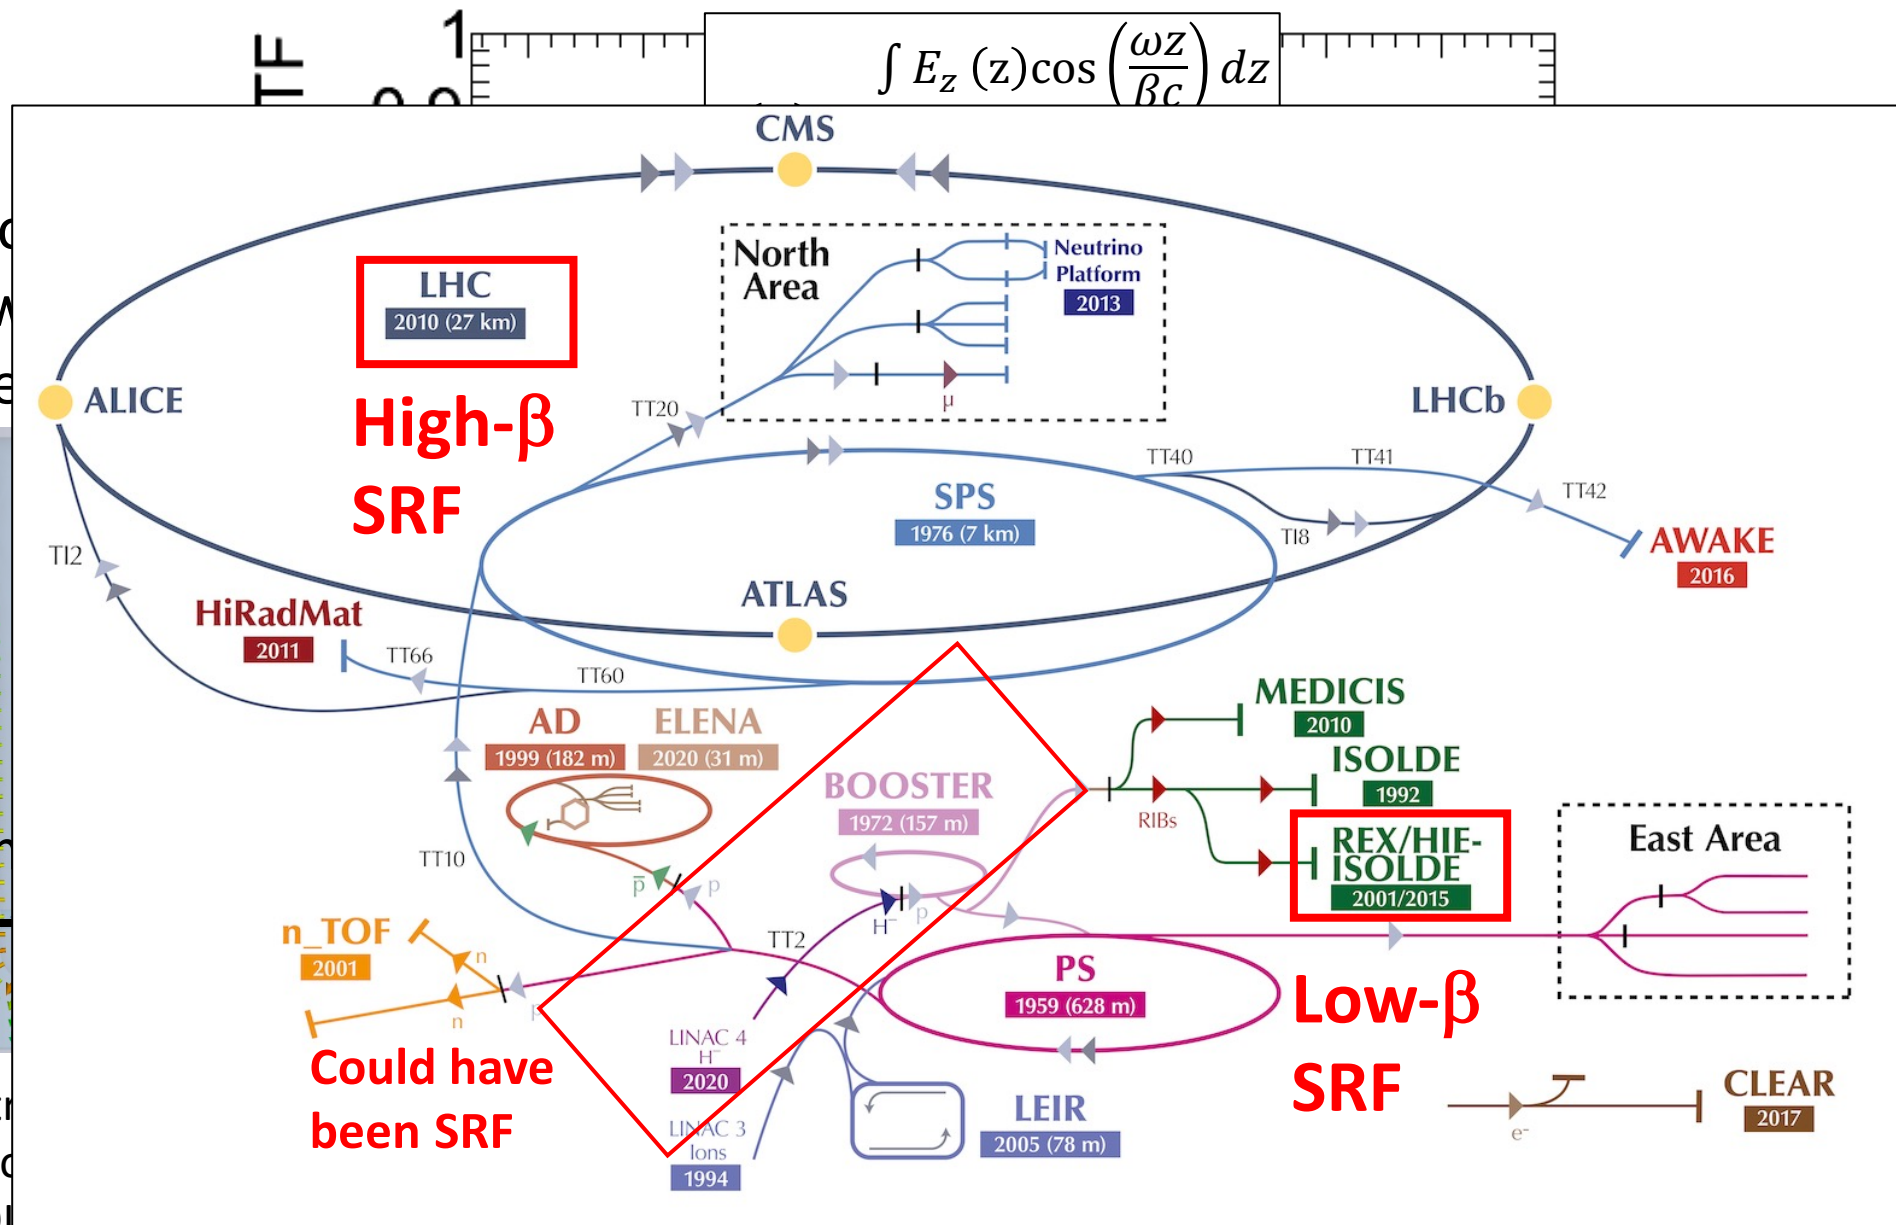 TTF
1
∫ E_z (z)cos (ωz/βc) dz
CMS
North
Area
Neutrino
Platform
2013
LHC
2010 (27 km)
μ
ALICE
LHCb
High-β
SRF
TT20
TT40
TT41
TT42
SPS
1976 (7 km)
TI8
AWAKE
2016
TI2
ATLAS
HiRadMat
2011
TT66
TT60
MEDICIS
2010
AD
1999 (182 m)
ELENA
2020 (31 m)
BOOSTER
1972 (157 m)
ISOLDE
1992
RIBs
REX/HIE-
ISOLDE
2001/2015
East Area
TT10
p̅
p
H⁻
p
n_TOF
2001
n
n
p
TT2
PS
1959 (628 m)
Low-β
SRF
LINAC 4
H⁻
2020
Could have
been SRF
LINAC 3
Ions
1994
LEIR
2005 (78 m)
e⁻
CLEAR
2017